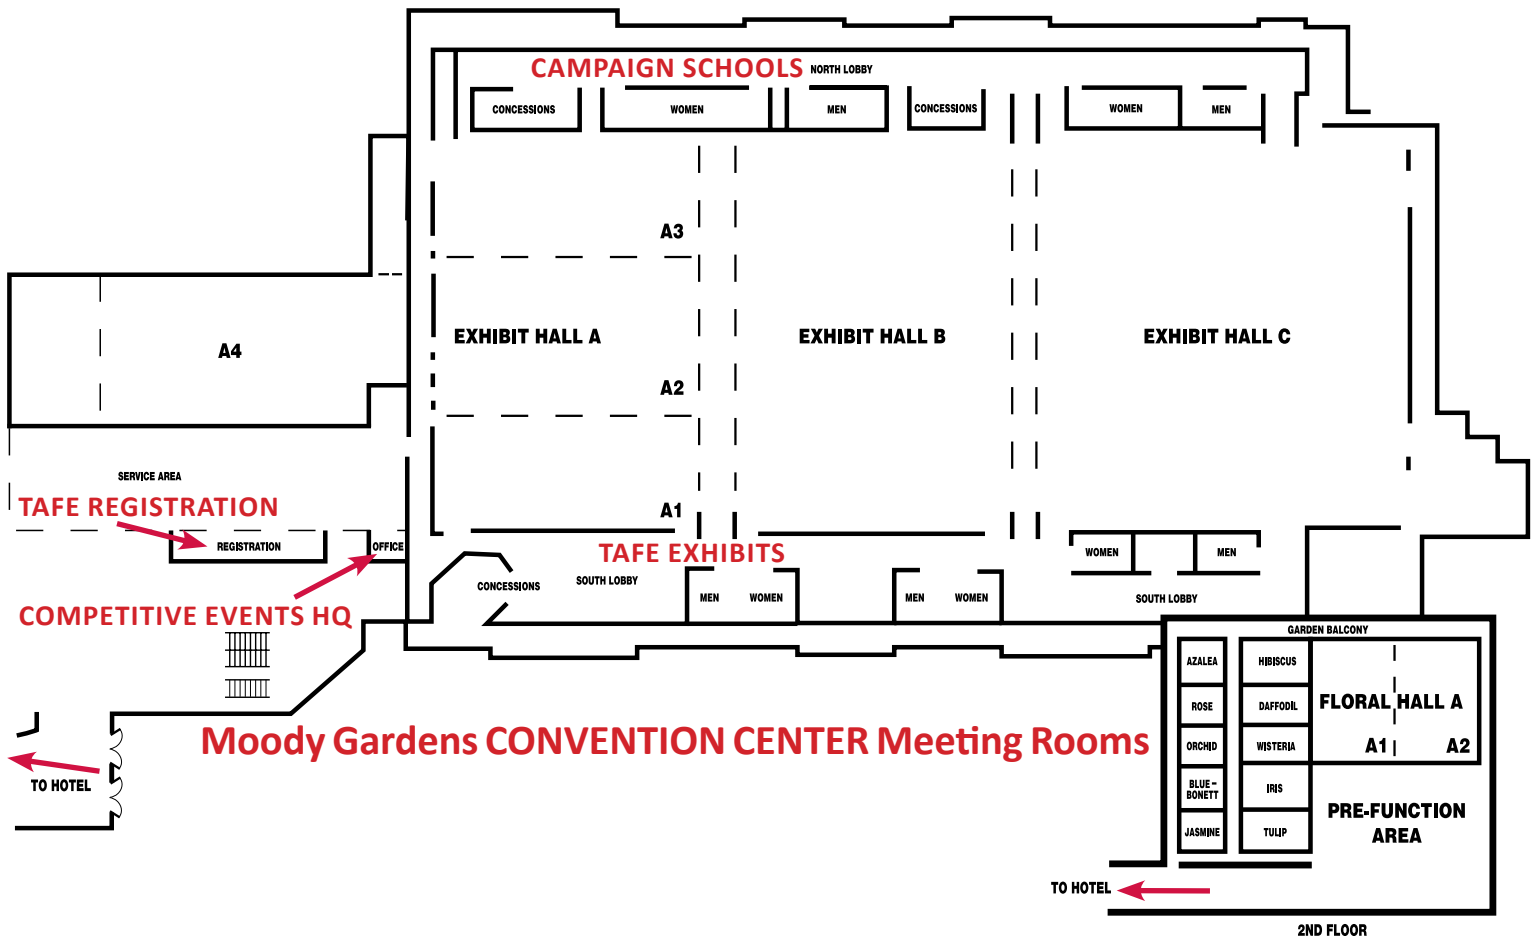 CAMPAIGN SCHOOLS
NORTH LOBBY
CONCESSIONS
WOMEN
MEN
CONCESSIONS
WOMEN
MEN
A3
EXHIBIT HALL A
EXHIBIT HALL B
EXHIBIT HALL C
A4
A2
SERVICE AREA
TAFE REGISTRATION
A1
REGISTRATION
OFFICE
TAFE EXHIBITS
WOMEN
MEN
CONCESSIONS
SOUTH LOBBY
MEN
WOMEN
MEN
WOMEN
SOUTH LOBBY
COMPETITIVE EVENTS HQ
GARDEN BALCONY
AZALEA
HIBISCUS
ROSE
DAFFODIL
FLORAL HALL A
ORCHID
WISTERIA
A1
A2
Moody Gardens CONVENTION CENTER Meeting Rooms
TO HOTEL
BLUE-
BONETT
IRIS
PRE-FUNCTION
AREA
JASMINE
TULIP
TO HOTEL
2ND FLOOR